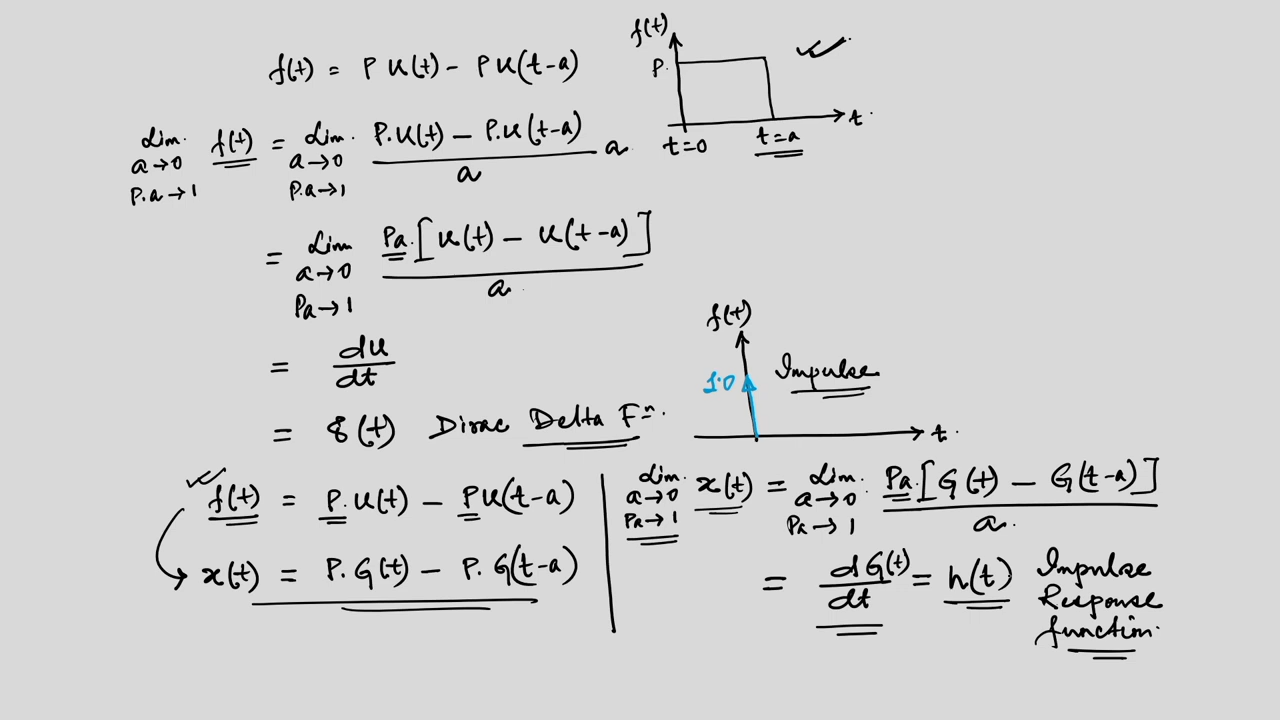 f(t) = P U(t) - P U(t-a)
f(t)
P.
t=0
t=a
t
Lim a→0 P.a→1 f(t) = Lim a→0 P.a→1 P.U(t) - P.U(t-a) / a a
= Lim a→0 Pa→1 Pa.[U(t) - U(t-a)] / a
= du/dt
= δ(t) Dirac Delta Fⁿ.
f(t)
1.0
Impulse
t
f(t) = P.U(t) - PU(t-a)
x(t) = P.G(t) - P.G(t-a)
Lim a→0 Pa→1 x(t) = Lim a→0 Pa→1 Pa.[G(t) - G(t-a)] / a
= dG(t)/dt = h(t) Impulse
Response
function.